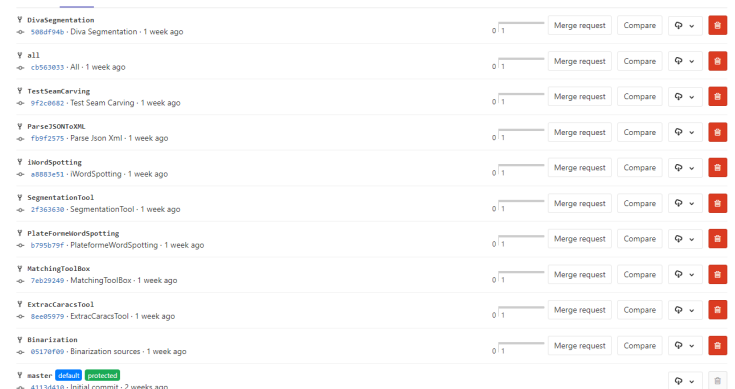 DivaSegmentation
508df94b · Diva Segmentation · 1 week ago
0 1 Merge request Compare
all
cb563033 · All · 1 week ago
0 1 Merge request Compare
TestSeamCarving
9f2c0682 · Test Seam Carving · 1 week ago
0 1 Merge request Compare
ParseJSONToXML
fb9f2575 · Parse Json Xml · 1 week ago
0 1 Merge request Compare
iWordSpotting
a8883e51 · iWordSpotting · 1 week ago
0 1 Merge request Compare
SegmentationTool
2f363630 · SegmentationTool · 1 week ago
0 1 Merge request Compare
PlateFormeWordSpotting
b795b79f · PlateformeWordSpotting · 1 week ago
0 1 Merge request Compare
MatchingToolBox
7eb29249 · MatchingToolBox · 1 week ago
0 1 Merge request Compare
ExtracCaracsTool
8ee05979 · ExtracCaracsTool · 1 week ago
0 1 Merge request Compare
Binarization
05170f09 · Binarization sources · 1 week ago
0 1 Merge request Compare
master default protected
4113d410 · Initial commit · 2 weeks ago